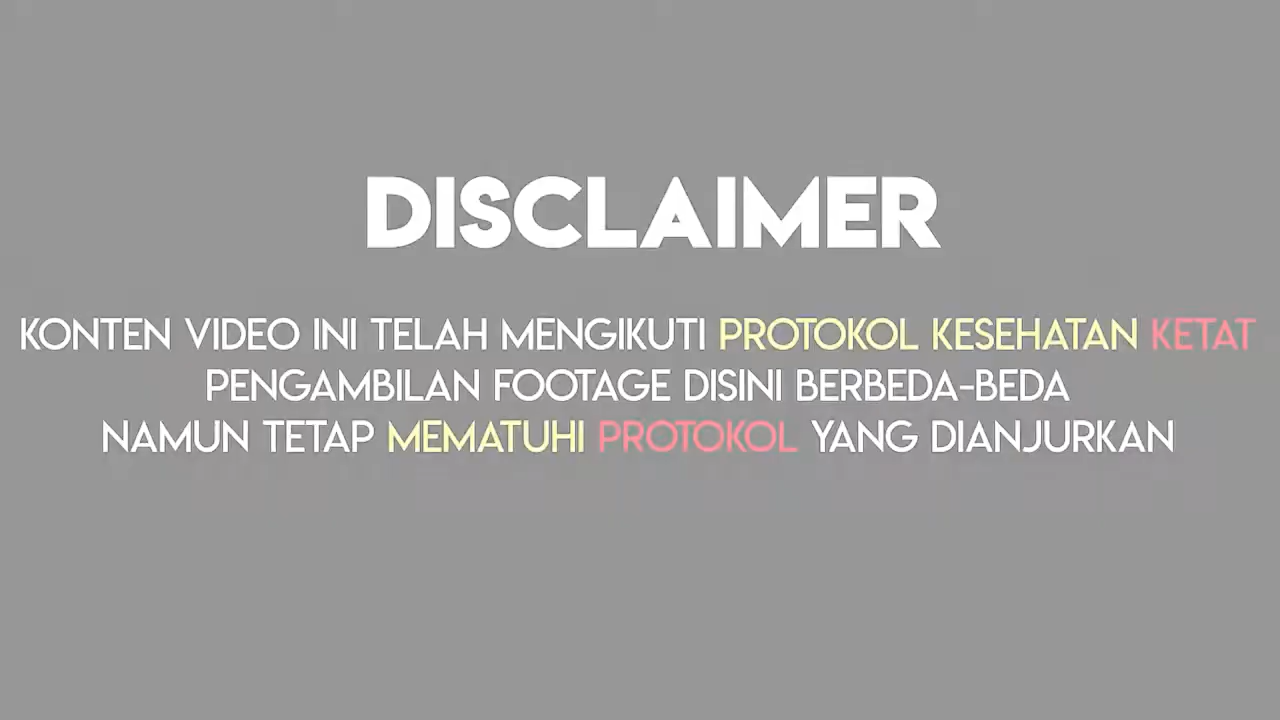 DISCLAIMER
KONTEN VIDEO INI TELAH MENGIKUTI PROTOKOL KESEHATAN KETAT
PENGAMBILAN FOOTAGE DISINI BERBEDA-BEDA
NAMUN TETAP MEMATUHI PROTOKOL YANG DIANJURKAN